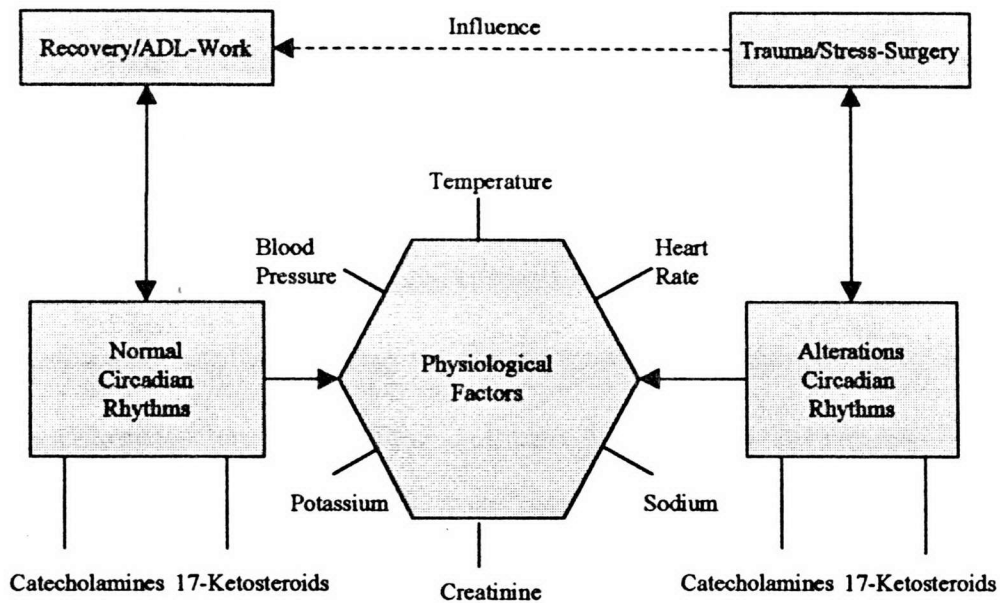 Influence
Recovery/ADL-Work
Trauma/Stress-Surgery
Temperature
Blood
Pressure
Heart
Rate
Normal
Circadian
Rhythms
Physiological
Factors
Alterations
Circadian
Rhythms
Potassium
Sodium
Catecholamines 17-Ketosteroids
Creatinine
Catecholamines 17-Ketosteroids